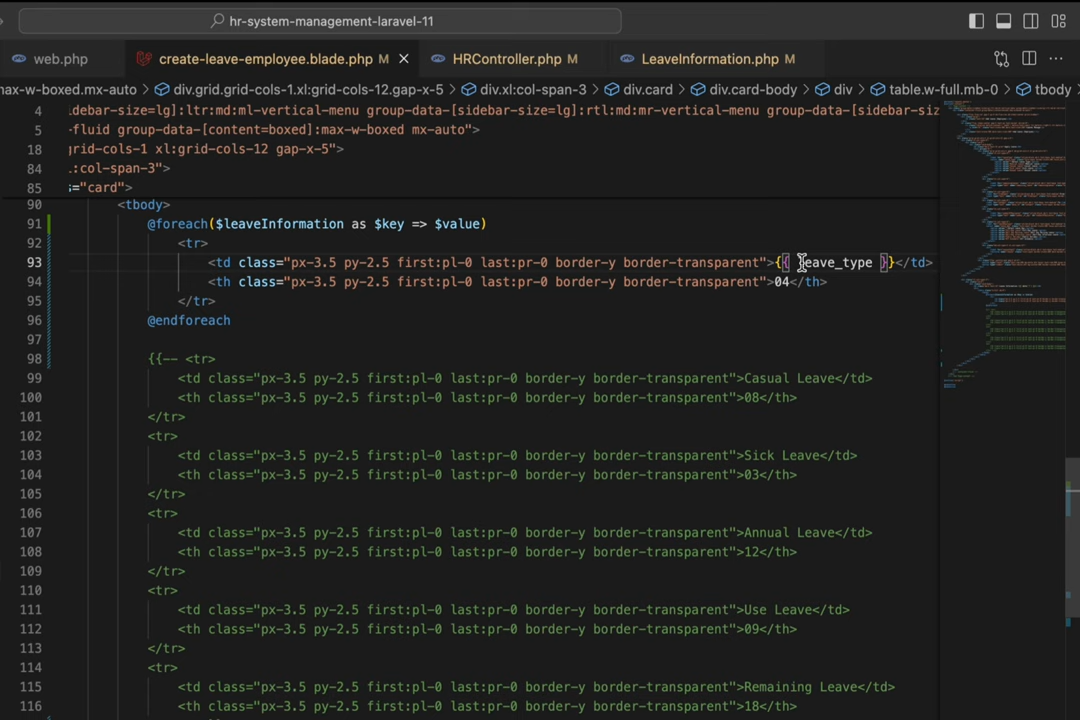 hr-system-management-laravel-11
web.php create-leave-employee.blade.php M HRController.php M LeaveInformation.php M
max-w-boxed.mx-auto > div.grid.grid-cols-1.xl:grid-cols-12.gap-x-5 > div.xl:col-span-3 > div.card > div.card-body > div > table.w-full.mb-0 > tbody
4 idebar-size=lg]:ltr:md:ml-vertical-menu group-data-[sidebar-size=lg]:rtl:md:mr-vertical-menu group-data-[sidebar-siz
5 -fluid group-data-[content=boxed]:max-w-boxed mx-auto">
18 grid-cols-1 xl:grid-cols-12 gap-x-5">
84 :col-span-3">
85 s="card">
90 <tbody>
91 @foreach($leaveInformation as $key => $value)
92 <tr>
93 <td class="px-3.5 py-2.5 first:pl-0 last:pr-0 border-y border-transparent">{{ leave_type }}</td>
94 <th class="px-3.5 py-2.5 first:pl-0 last:pr-0 border-y border-transparent">04</th>
95 </tr>
96 @endforeach
97
98 {{-- <tr>
99 <td class="px-3.5 py-2.5 first:pl-0 last:pr-0 border-y border-transparent">Casual Leave</td>
100 <th class="px-3.5 py-2.5 first:pl-0 last:pr-0 border-y border-transparent">08</th>
101 </tr>
102 <tr>
103 <td class="px-3.5 py-2.5 first:pl-0 last:pr-0 border-y border-transparent">Sick Leave</td>
104 <th class="px-3.5 py-2.5 first:pl-0 last:pr-0 border-y border-transparent">03</th>
105 </tr>
106 <tr>
107 <td class="px-3.5 py-2.5 first:pl-0 last:pr-0 border-y border-transparent">Annual Leave</td>
108 <th class="px-3.5 py-2.5 first:pl-0 last:pr-0 border-y border-transparent">12</th>
109 </tr>
110 <tr>
111 <td class="px-3.5 py-2.5 first:pl-0 last:pr-0 border-y border-transparent">Use Leave</td>
112 <th class="px-3.5 py-2.5 first:pl-0 last:pr-0 border-y border-transparent">09</th>
113 </tr>
114 <tr>
115 <td class="px-3.5 py-2.5 first:pl-0 last:pr-0 border-y border-transparent">Remaining Leave</td>
116 <th class="px-3.5 py-2.5 first:pl-0 last:pr-0 border-y border-transparent">18</th>